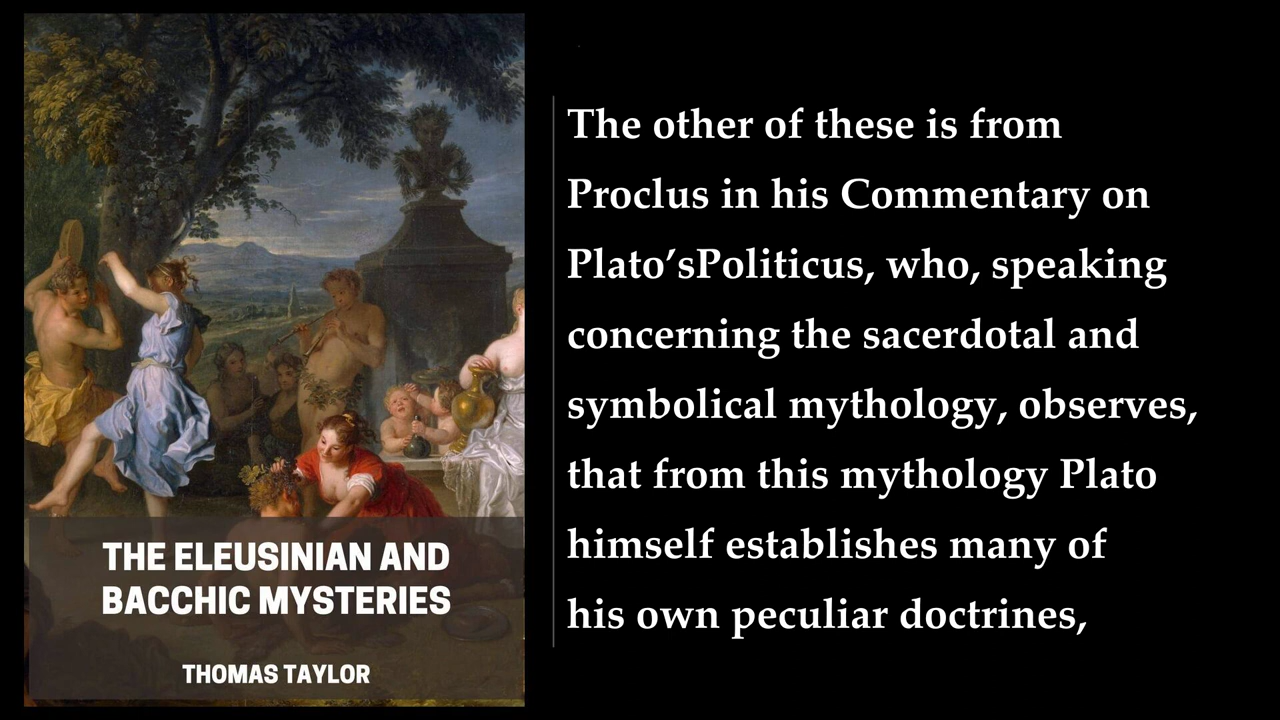 THE ELEUSINIAN AND
BACCHIC MYSTERIES
THOMAS TAYLOR
The other of these is from
Proclus in his Commentary on
Plato’sPoliticus, who, speaking
concerning the sacerdotal and
symbolical mythology, observes,
that from this mythology Plato
himself establishes many of
his own peculiar doctrines,